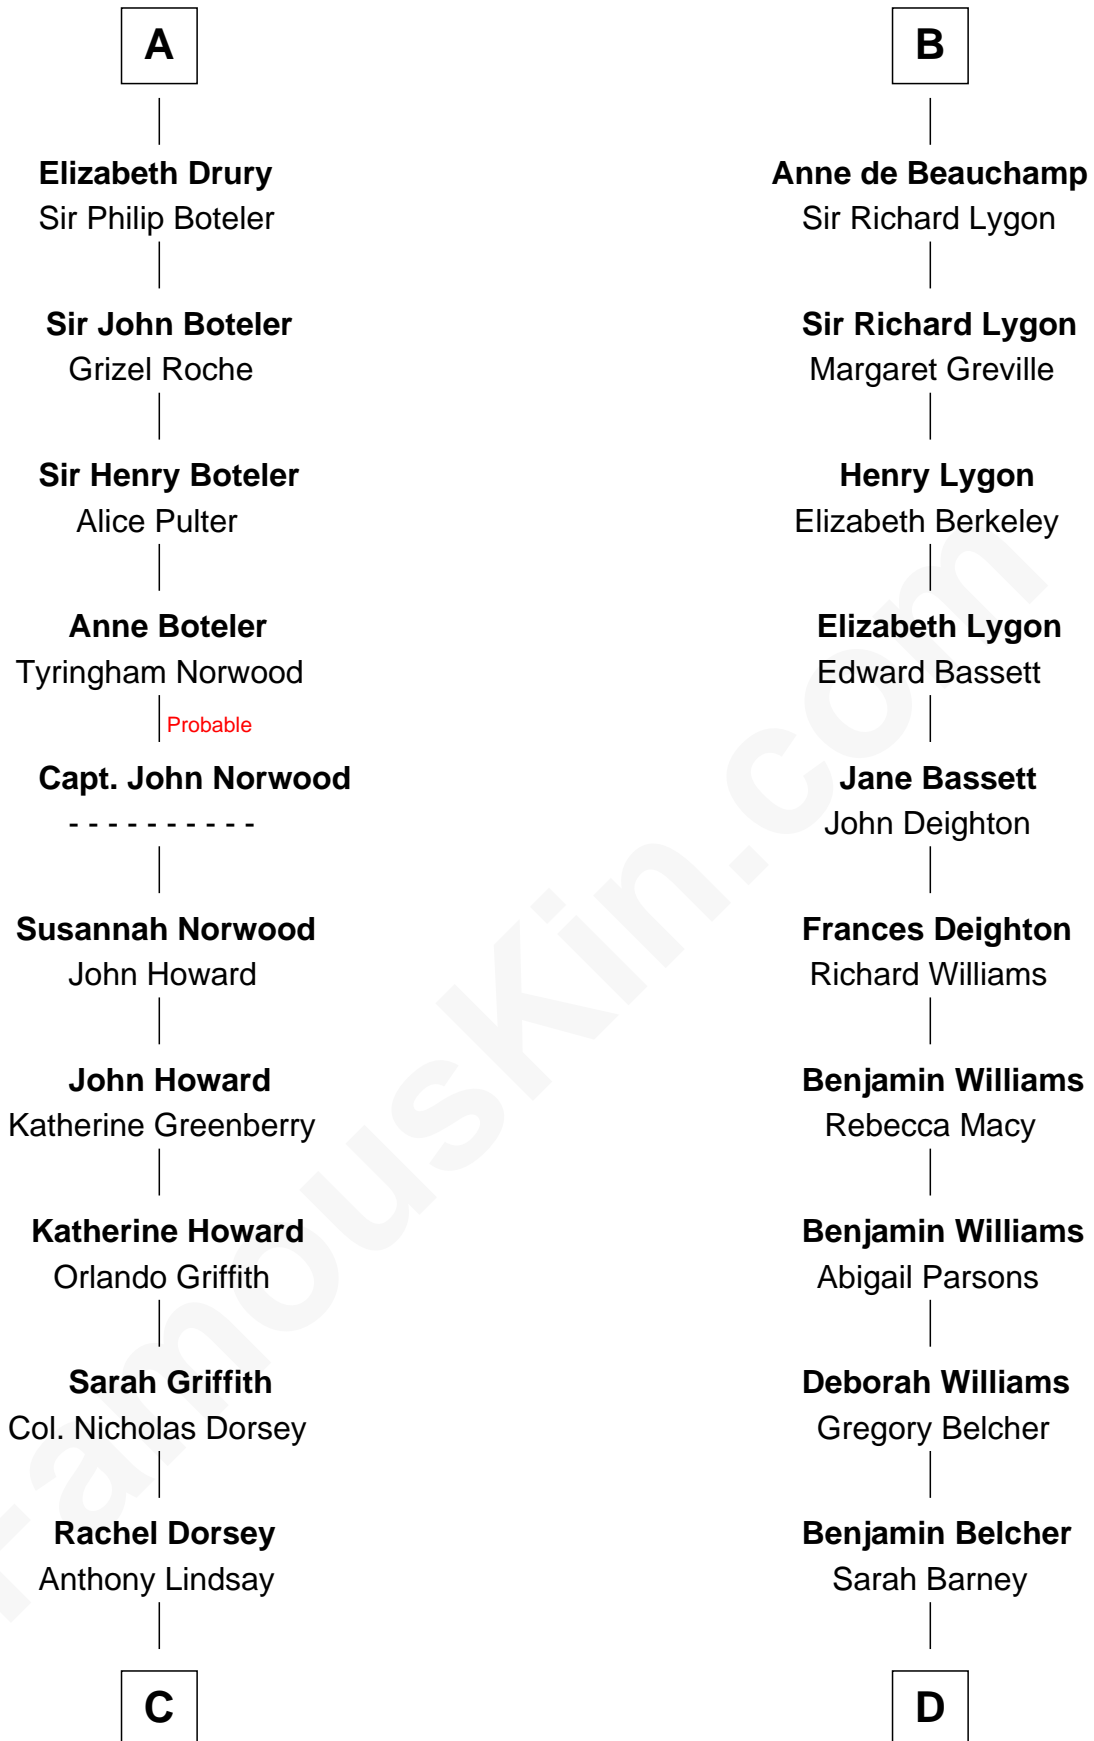 A
Elizabeth Drury
Sir Philip Boteler
Sir John Boteler
Grizel Roche
Sir Henry Boteler
Alice Pulter
Anne Boteler
Tyringham Norwood
Probable
Capt. John Norwood
- - - - - - - - - -
Susannah Norwood
John Howard
John Howard
Katherine Greenberry
Katherine Howard
Orlando Griffith
Sarah Griffith
Col. Nicholas Dorsey
Rachel Dorsey
Anthony Lindsay
C
B
Anne de Beauchamp
Sir Richard Lygon
Sir Richard Lygon
Margaret Greville
Henry Lygon
Elizabeth Berkeley
Elizabeth Lygon
Edward Bassett
Jane Bassett
John Deighton
Frances Deighton
Richard Williams
Benjamin Williams
Rebecca Macy
Benjamin Williams
Abigail Parsons
Deborah Williams
Gregory Belcher
Benjamin Belcher
Sarah Barney
D
FamousKin.com